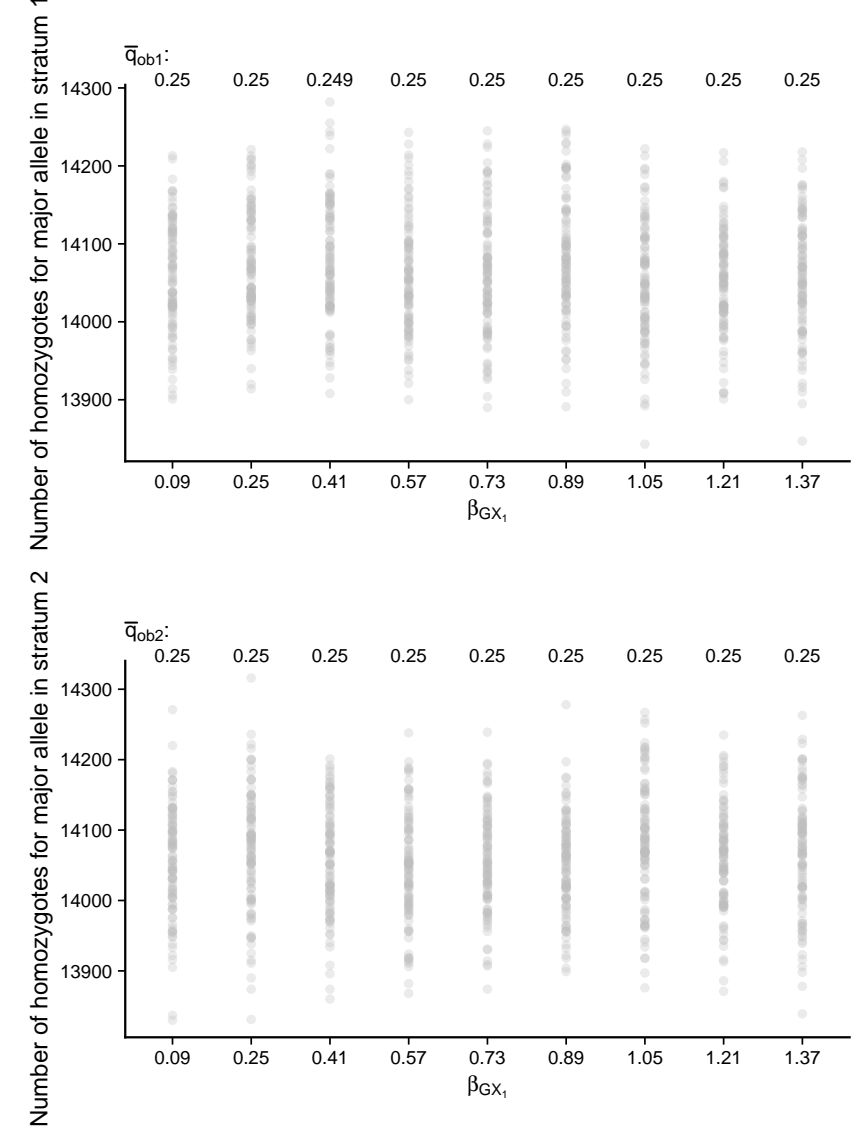 Number of homozygotes for major allele in stratum 1
q̅ob1:
0.25 0.25 0.249 0.25 0.25 0.25 0.25 0.25 0.25
14300
14200
14100
14000
13900
0.09 0.25 0.41 0.57 0.73 0.89 1.05 1.21 1.37
βGX₁
Number of homozygotes for major allele in stratum 2
q̅ob2:
0.25 0.25 0.25 0.25 0.25 0.25 0.25 0.25 0.25
14300
14200
14100
14000
13900
0.09 0.25 0.41 0.57 0.73 0.89 1.05 1.21 1.37
βGX₁